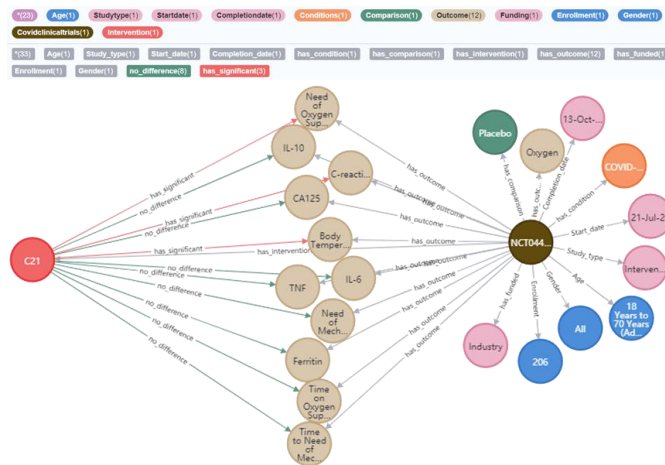 *(23) Age(1) Studytype(1) Startdate(1) Completiondate(1) Conditions(1) Comparison(1) Outcome(12) Funding(1) Enrollment(1) Gender(1)
Covidclinicaltrials(1) Intervention(1)
*(33) Age(1) Study_type(1) Start_date(1) Completion_date(1) has_condition(1) has_comparison(1) has_intervention(1) has_outcome(12) has_funded(1)
Enrollment(1) Gender(1) no_difference(8) has_significant(3)
Need
of
Oxygen
Sup...
IL-10
C-reacti...
CA125
Body
Temper...
IL-6
TNF
Need of
Mech...
Ferritin
Time on
Oxygen
Sup...
Time
to Need of
Mec...
C21
has_significant
no_difference
has_significant
no_difference
has_significant
has_intervention
no_difference
no_difference
no_difference
no_difference
no_difference
no_difference
has_outcome
has_outcome
has_outcome
has_outcome
has_outcome
has_outcome
has_outcome
has_outcome
has_outcome
NCT044...
Placebo
has_comparison
Oxygen
has_outc...
13-Oct-...
Completion_date
COVID-...
has_condition
21-Jul-2...
Start_date
Interven...
Study_type
18
Years to
70 Years
Ad...
Age
All
Gender
206
Enrollment
Industry
has_funded